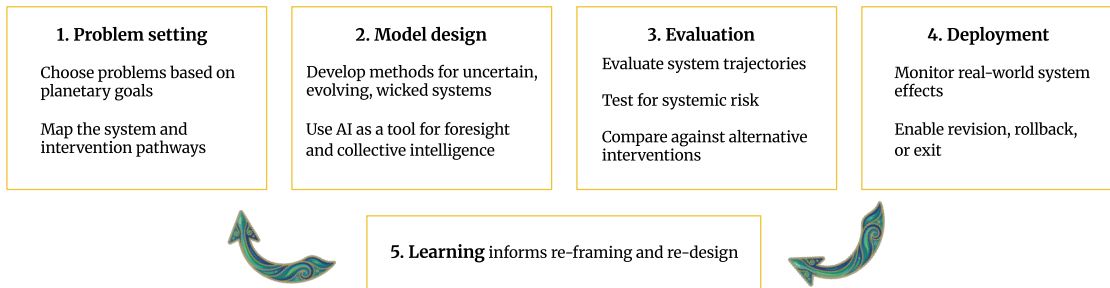 1. Problem setting
Choose problems based on
planetary goals
Map the system and
intervention pathways
2. Model design
Develop methods for uncertain,
evolving, wicked systems
Use AI as a tool for foresight
and collective intelligence
3. Evaluation
Evaluate system trajectories
Test for systemic risk
Compare against alternative
interventions
4. Deployment
Monitor real-world system
effects
Enable revision, rollback,
or exit
5. Learning informs re-framing and re-design